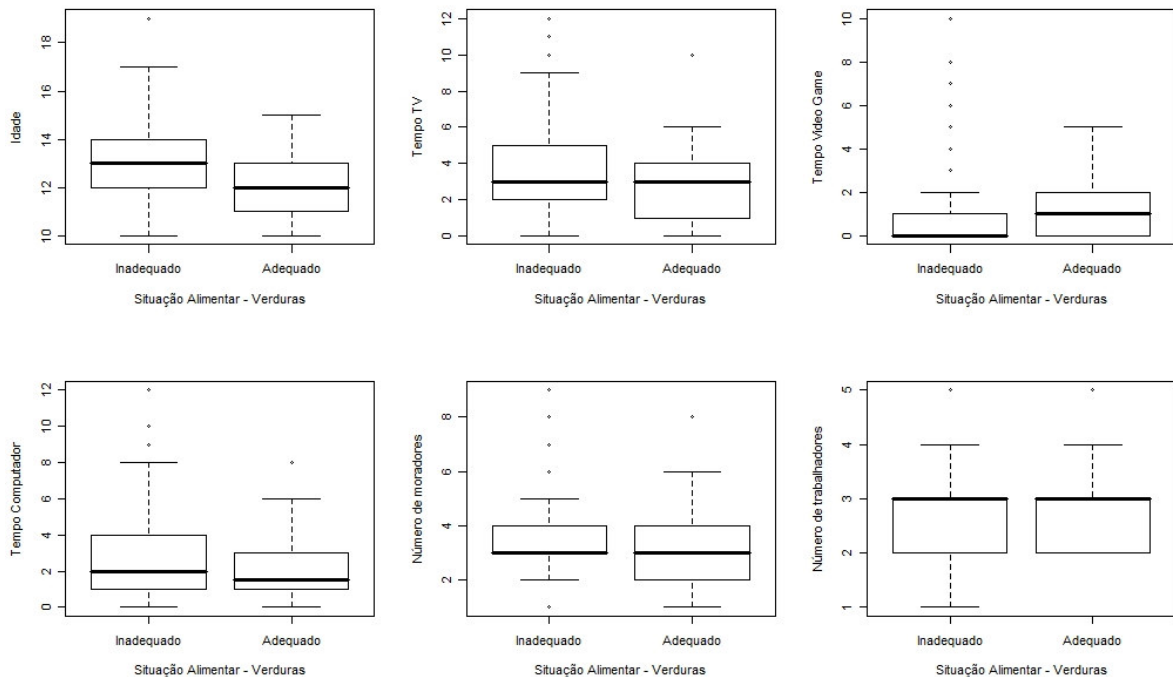 Idade
18
16
14
12
10
Inadequado
Adequado
Situação Alimentar - Verduras
Tempo TV
12
10
8
6
4
2
0
Inadequado
Adequado
Situação Alimentar - Verduras
Tempo Video Game
10
8
6
4
2
0
Inadequado
Adequado
Situação Alimentar - Verduras
Tempo Computador
12
10
8
6
4
2
0
Inadequado
Adequado
Situação Alimentar - Verduras
Número de moradores
8
6
4
2
Inadequado
Adequado
Situação Alimentar - Verduras
Número de trabalhadores
5
4
3
2
1
Inadequado
Adequado
Situação Alimentar - Verduras